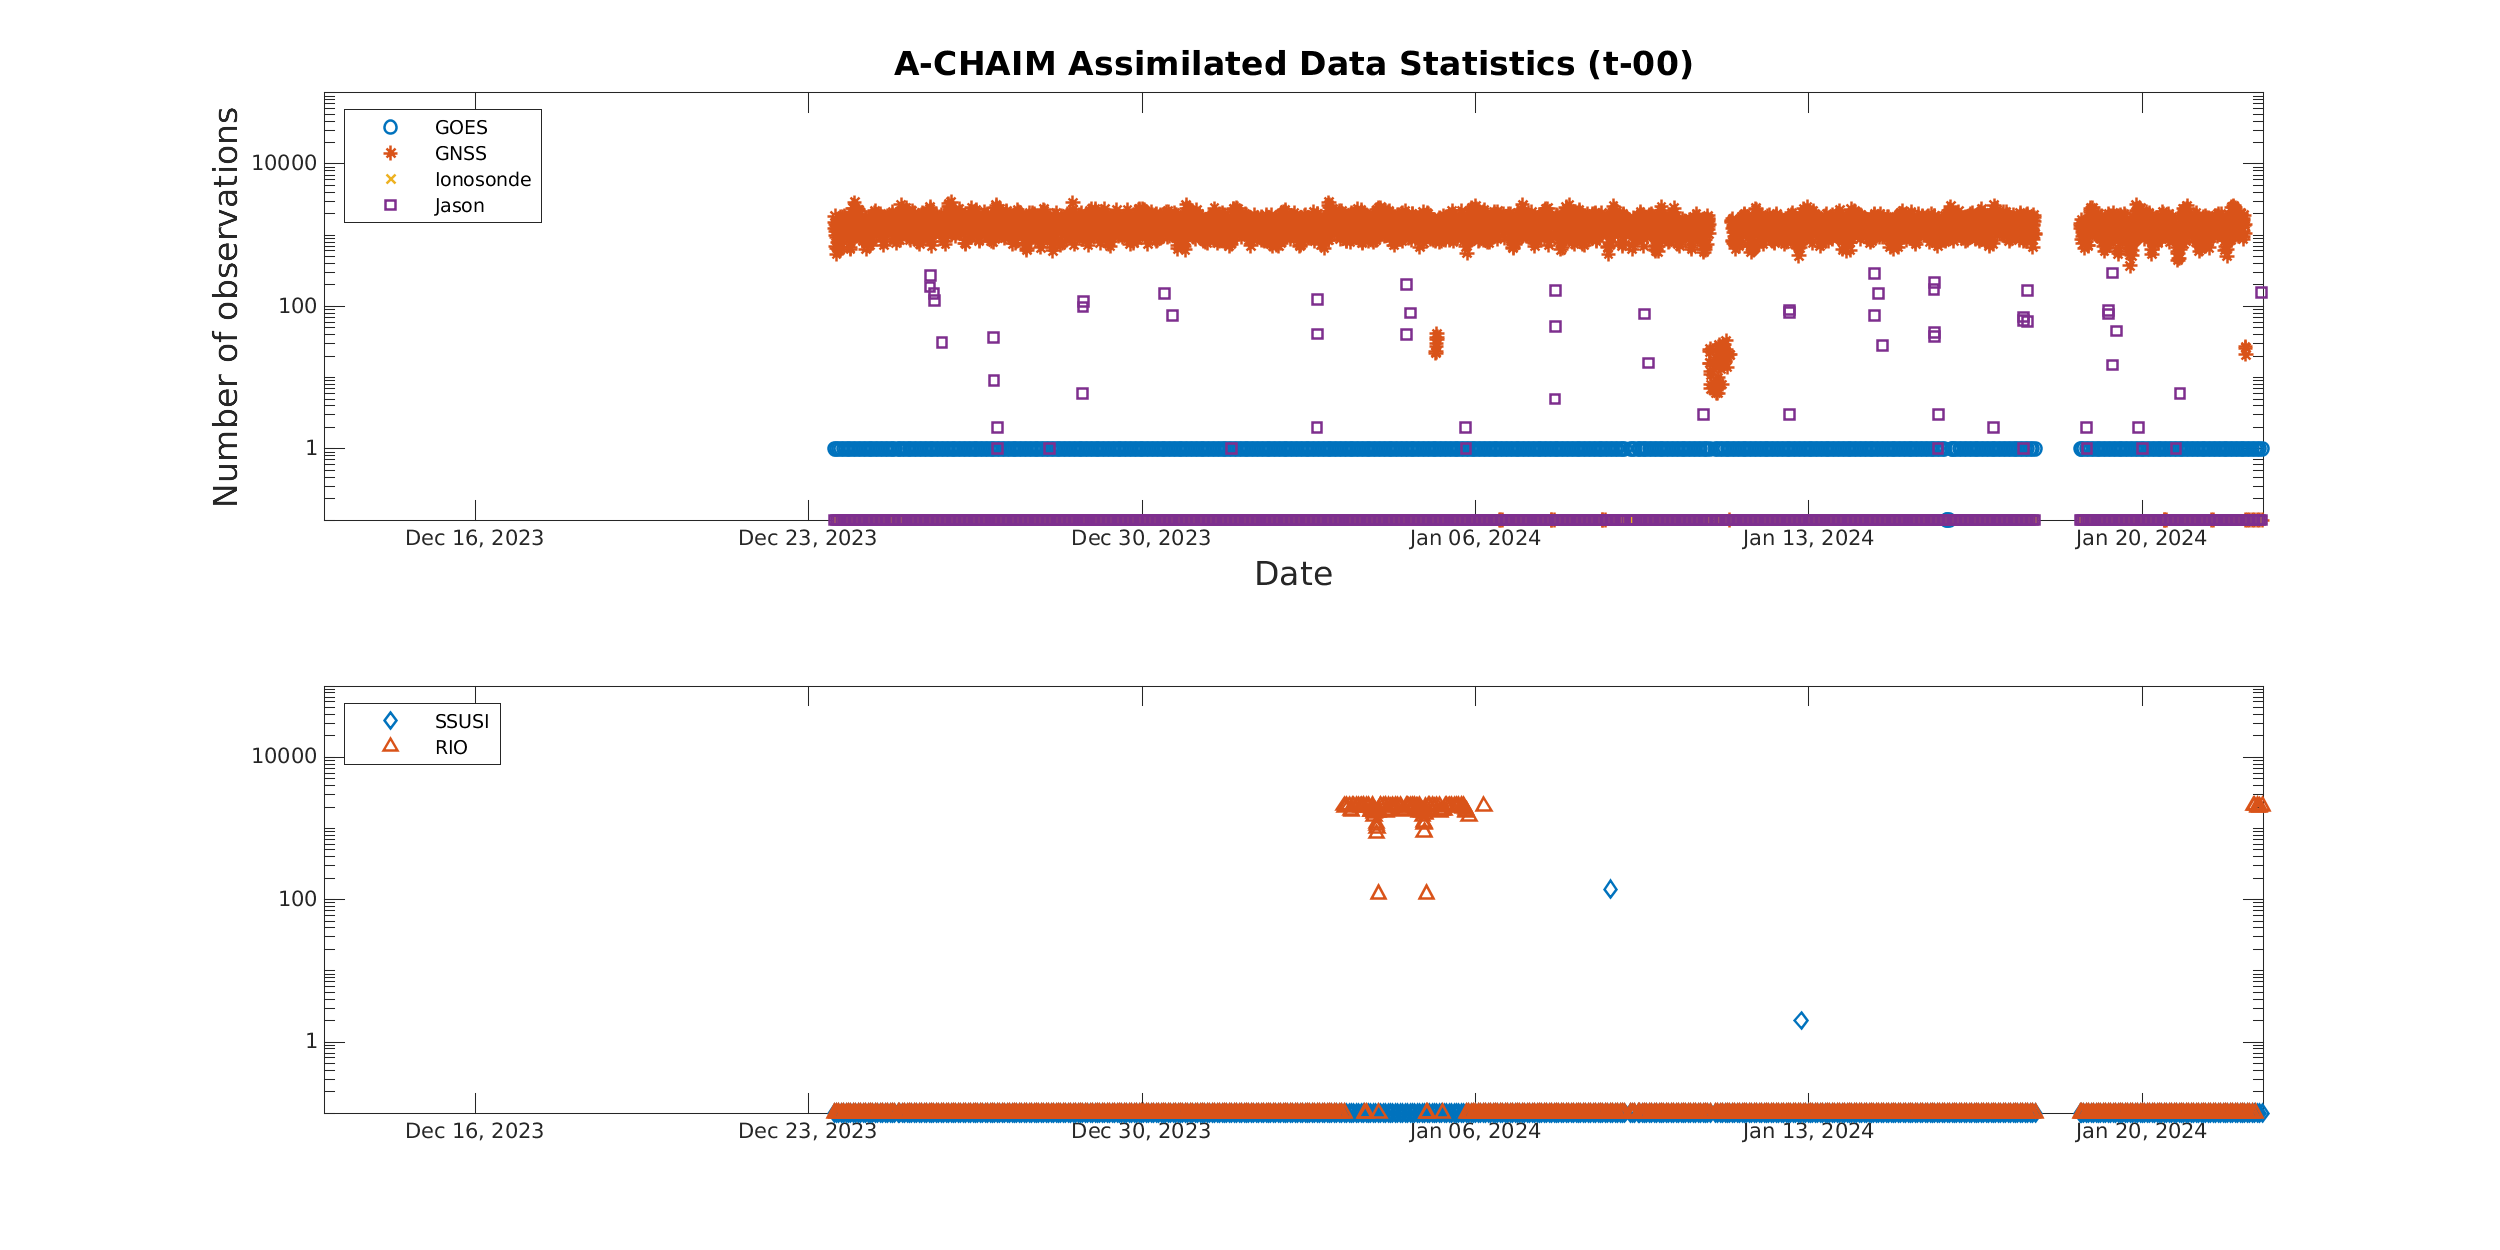 A-CHAIM Assimilated Data Statistics (t-00)
Number of observations
10000
100
1
GOES
GNSS
Ionosonde
Jason
Dec 16, 2023 Dec 23, 2023 Dec 30, 2023 Jan 06, 2024 Jan 13, 2024 Jan 20, 2024
Date
10000
100
1
SSUSI
RIO
Dec 16, 2023 Dec 23, 2023 Dec 30, 2023 Jan 06, 2024 Jan 13, 2024 Jan 20, 2024